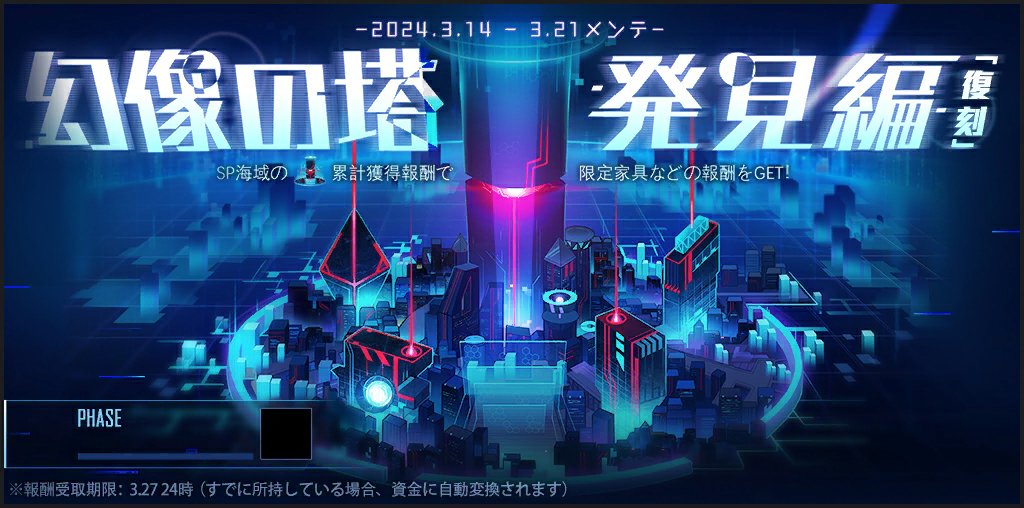 -2024.3.14 - 3.21メンテ-
幻像の塔 発見編「復刻」
SP海域の 累計獲得報酬で 限定家具などの報酬をGET!
PHASE
※報酬受取期限: 3.27 24時 (すでに所持している場合、資金に自動変換されます)